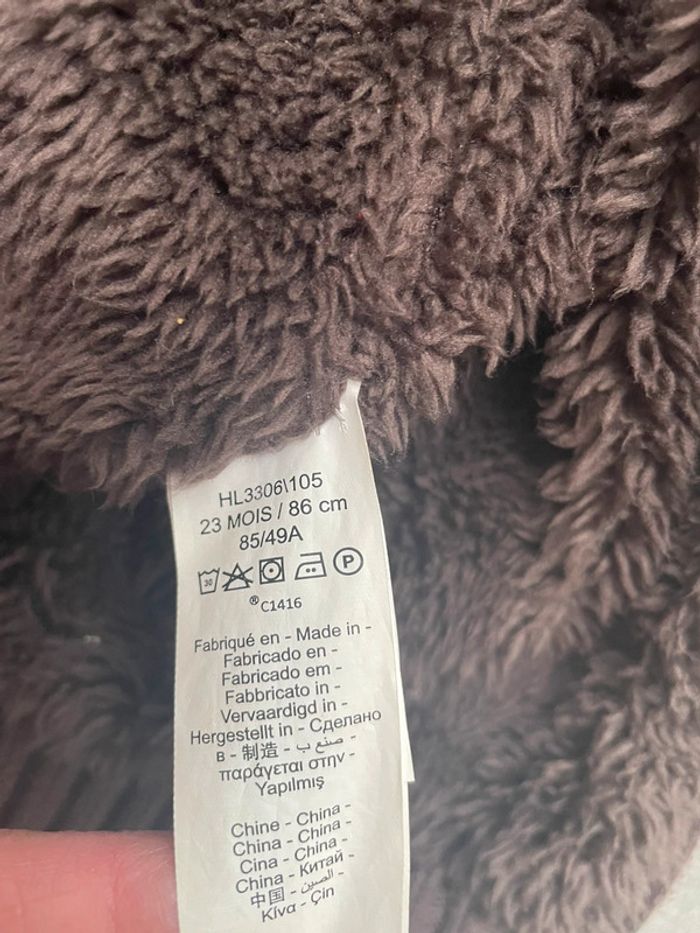 HL3306\105
23 MOIS / 86 cm
85/49A
30 P
®C1416
Fabriqué en - Made in -
Fabricado en -
Fabricado em -
Fabbricato in -
Vervaardigd in -
Hergestellt in - Сделано
в - 制造 - صنع ب -
παράγεται στην -
Yapilmiş
Chine - China -
China - China -
Cina - China -
China - Китай -
中国 - الصين -
Κίνα - Çin